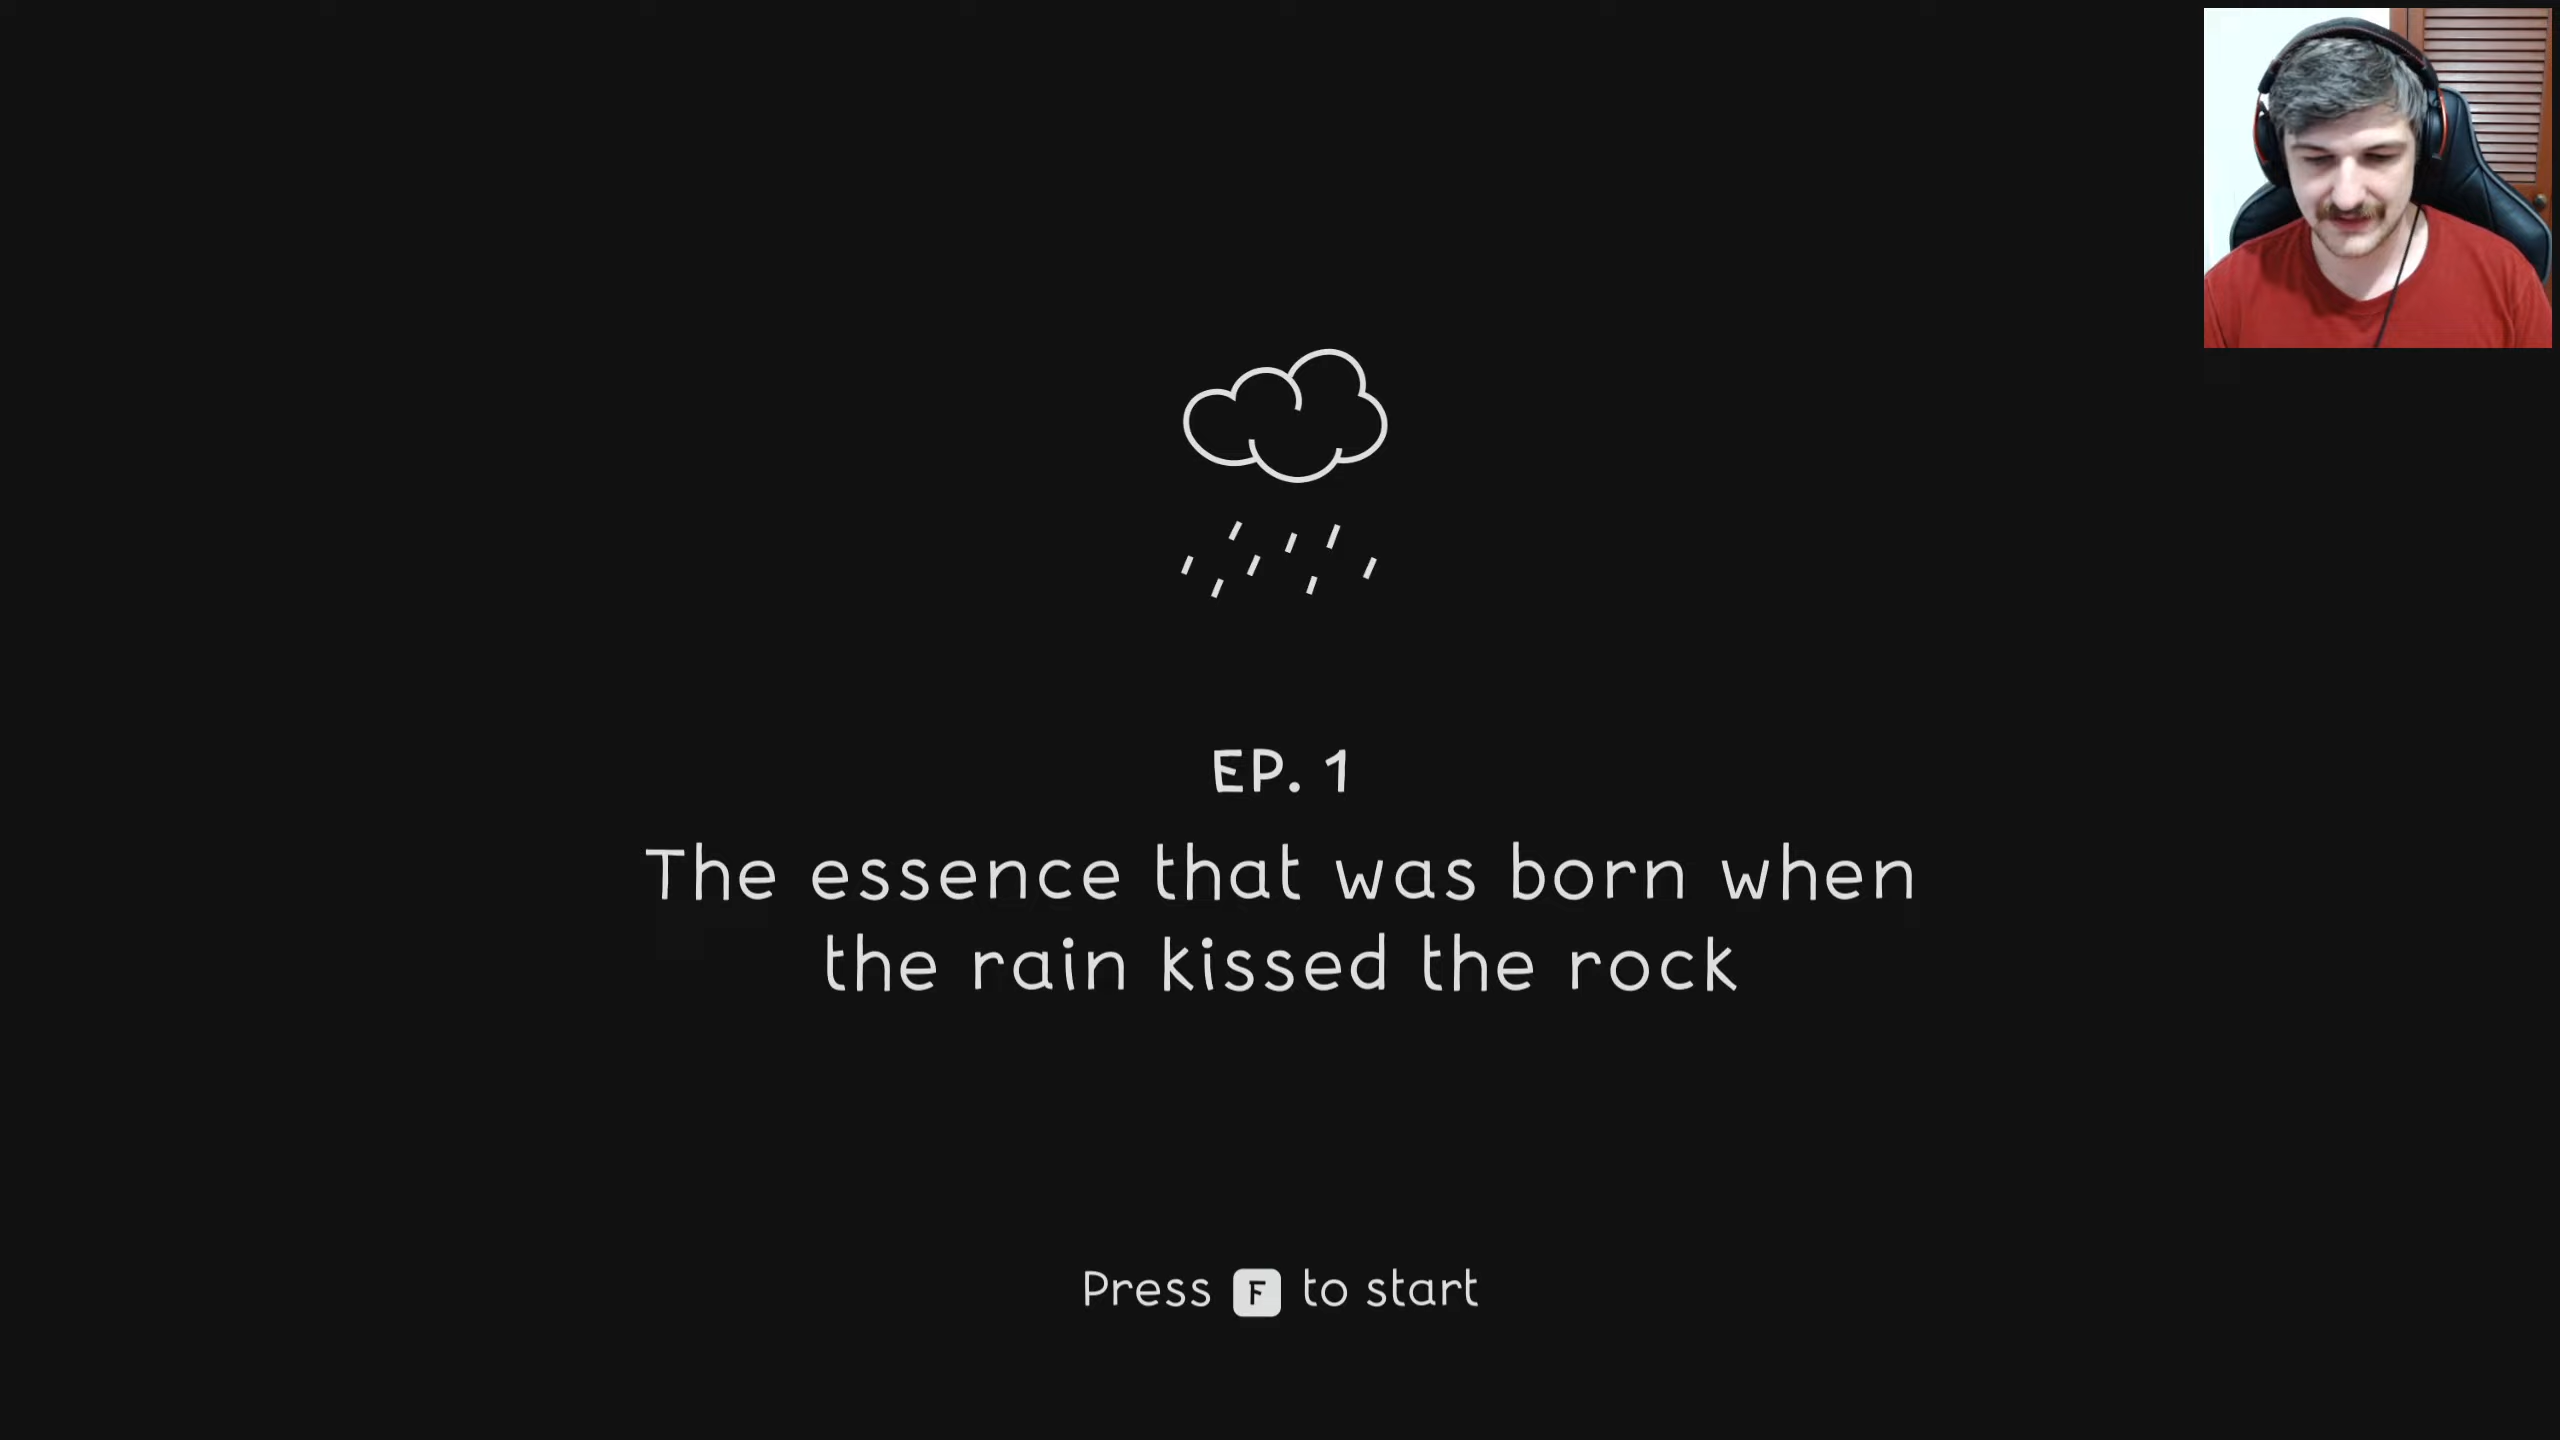 EP. 1
The essence that was born when
the rain kissed the rock
Press F to start